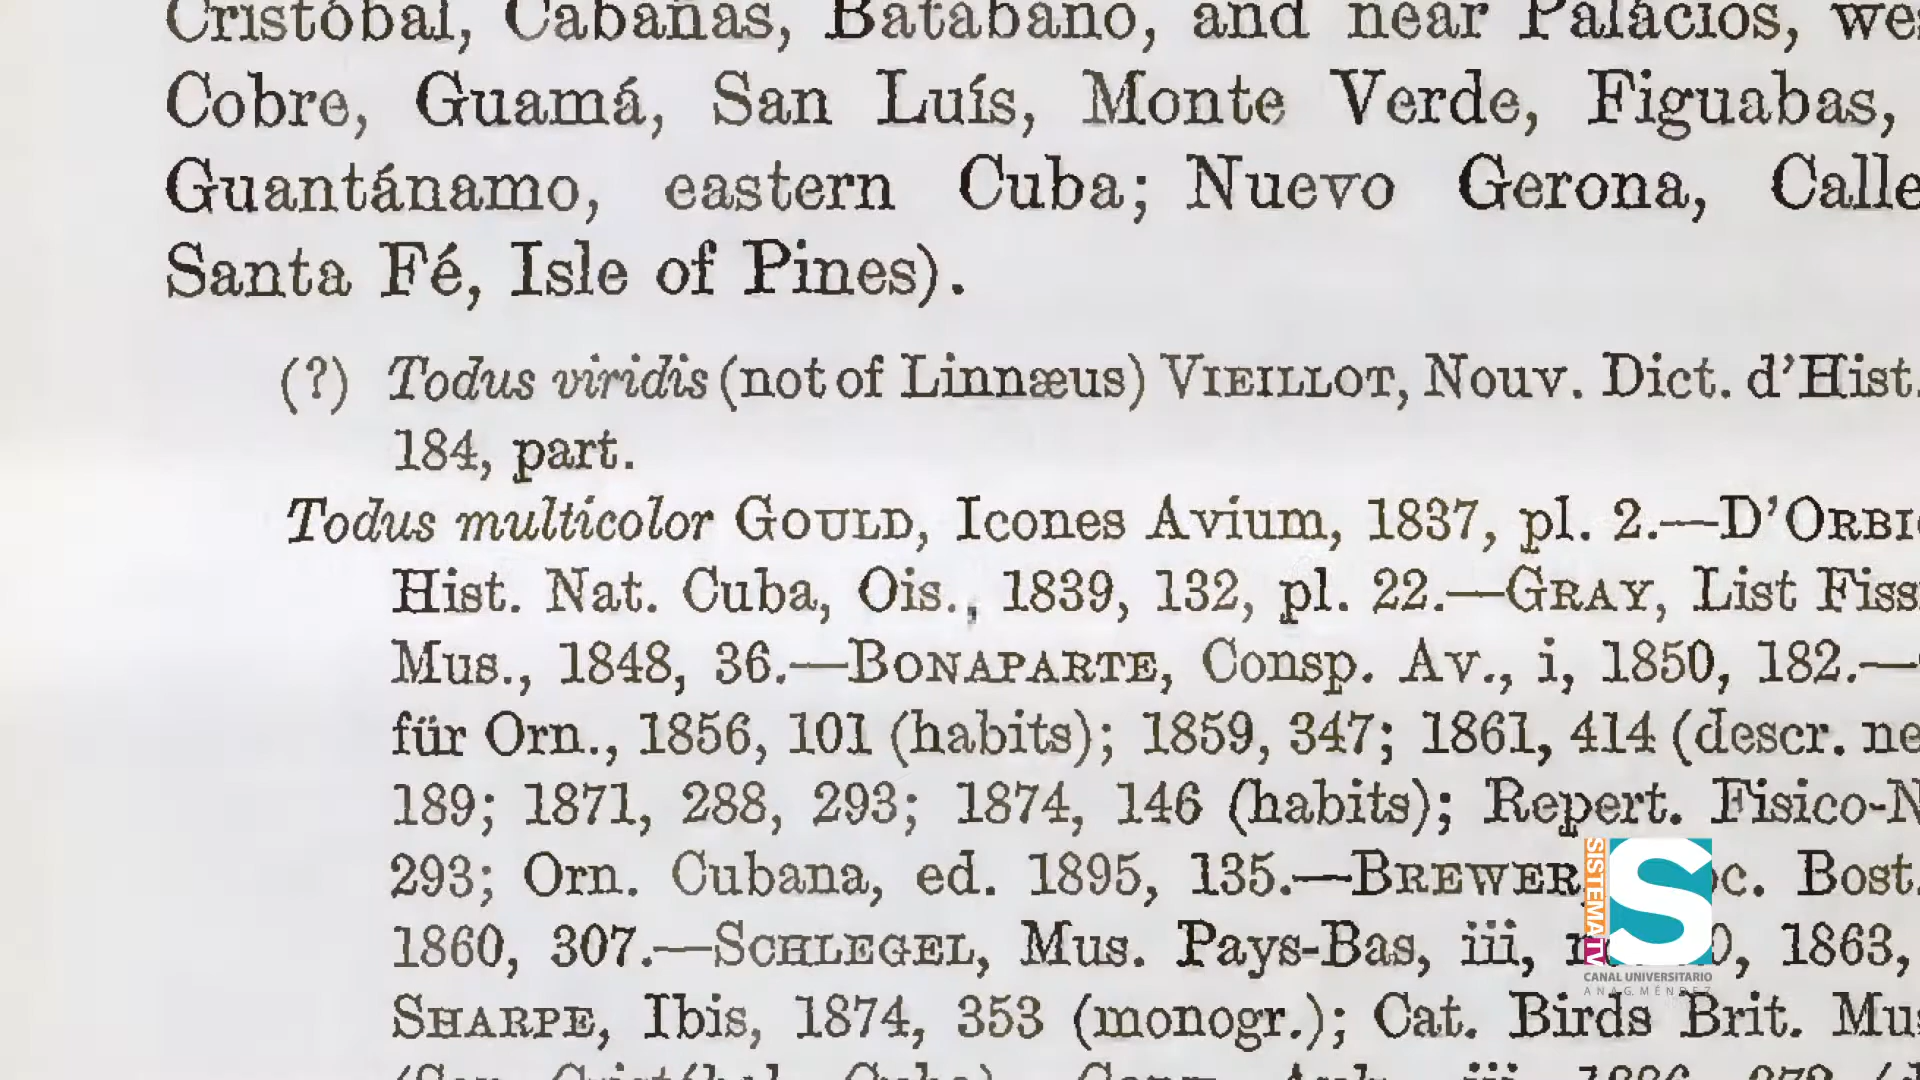 Cristóbal, Cabañas, Batabano, and near Palacios,
Cobre, Guamá, San Luís, Monte Verde, Figuabas,
Guantánamo, eastern Cuba; Nuevo Gerona, Calle
Santa Fé, Isle of Pines).
(?) Todus viridis (not of Linnæus) VIEILLOT, Nouv. Dict. d'Hist.
184, part.
Todus multicolor GOULD, Icones Avium, 1837, pl. 2.—D'ORBI
Hist. Nat. Cuba, Ois., 1839, 132, pl. 22.—GRAY, List Fiss
Mus., 1848, 36.—BONAPARTE, Consp. Av., i, 1850, 182.—
für Orn., 1856, 101 (habits); 1859, 347; 1861, 414 (descr. ne
189; 1871, 288, 293; 1874, 146 (habits); Repert. Fisico-N
293; Orn. Cubana, ed. 1895, 135.—BREWER, Bost.
1860, 307.—SCHLEGEL, Mus. Pays-Bas, iii, 1863,
SHARPE, Ibis, 1874, 353 (monogr.); Cat. Birds Brit. Mus
SISTEMA TV
S
CANAL UNIVERSITARIO
ANA G. MÉNDEZ